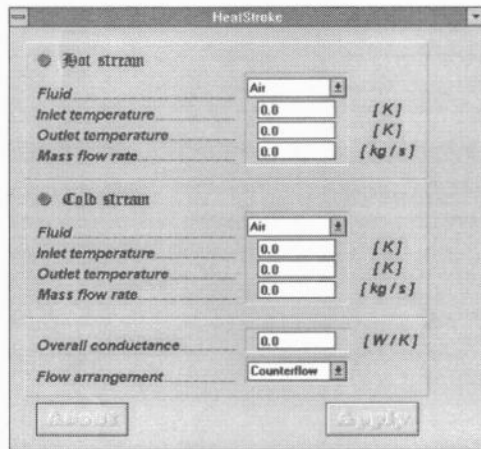 HeatStroke
Hot stream
Fluid Air
Inlet temperature 0.0 [K]
Outlet temperature 0.0 [K]
Mass flow rate 0.0 [kg/s]
Cold stream
Fluid Air
Inlet temperature 0.0 [K]
Outlet temperature 0.0 [K]
Mass flow rate 0.0 [kg/s]
Overall conductance 0.0 [W/K]
Flow arrangement Counterflow
About Apply